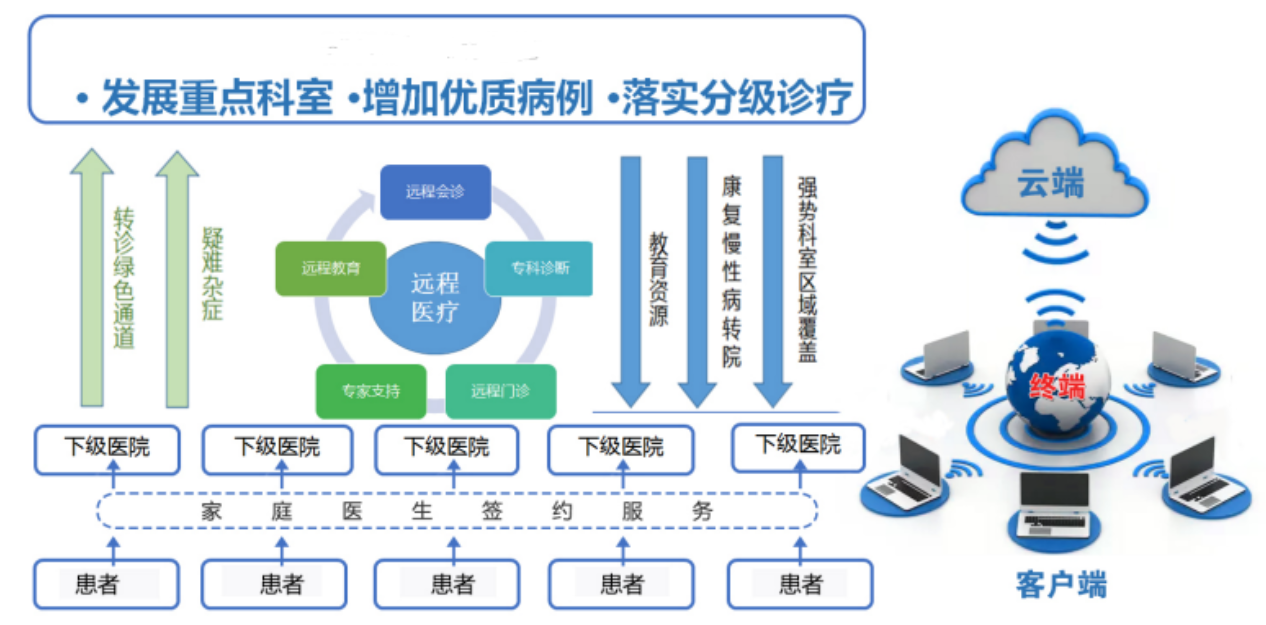 • 发展重点科室 •增加优质病例 •落实分级诊疗
转诊绿色通道
疑难杂症
远程会诊
远程教育
专科诊断
远程
医疗
专家支持
远程门诊
教育资源
康复慢性病转院
强势科室区域覆盖
下级医院
下级医院
下级医院
下级医院
下级医院
家庭医生签约服务
患者
患者
患者
患者
患者
云端
终端
客户端